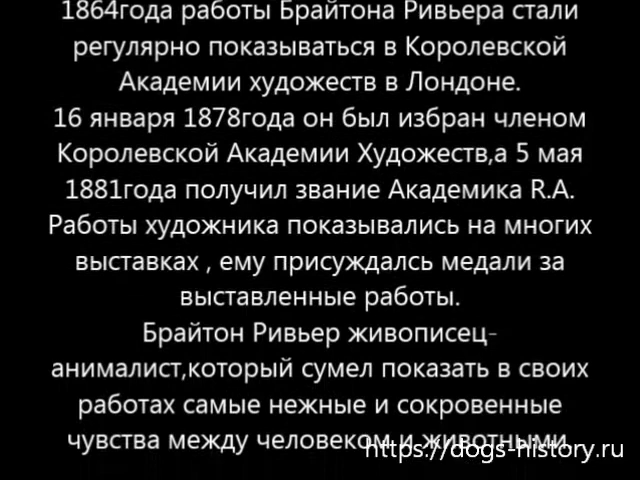 1864года работы Брайтона Ривьера стали
регулярно показываться в Королевской
Академии художеств в Лондоне.
16 января 1878года он был избран членом
Королевской Академии Художеств,а 5 мая
1881года получил звание Академика R.A.
Работы художника показывались на многих
выставках , ему присуждалсь медали за
выставленные работы.
Брайтон Ривьер живописец-
анималист,который сумел показать в своих
работах самые нежные и сокровенные
чувства между человеком и животными.
https://dogs-history.ru